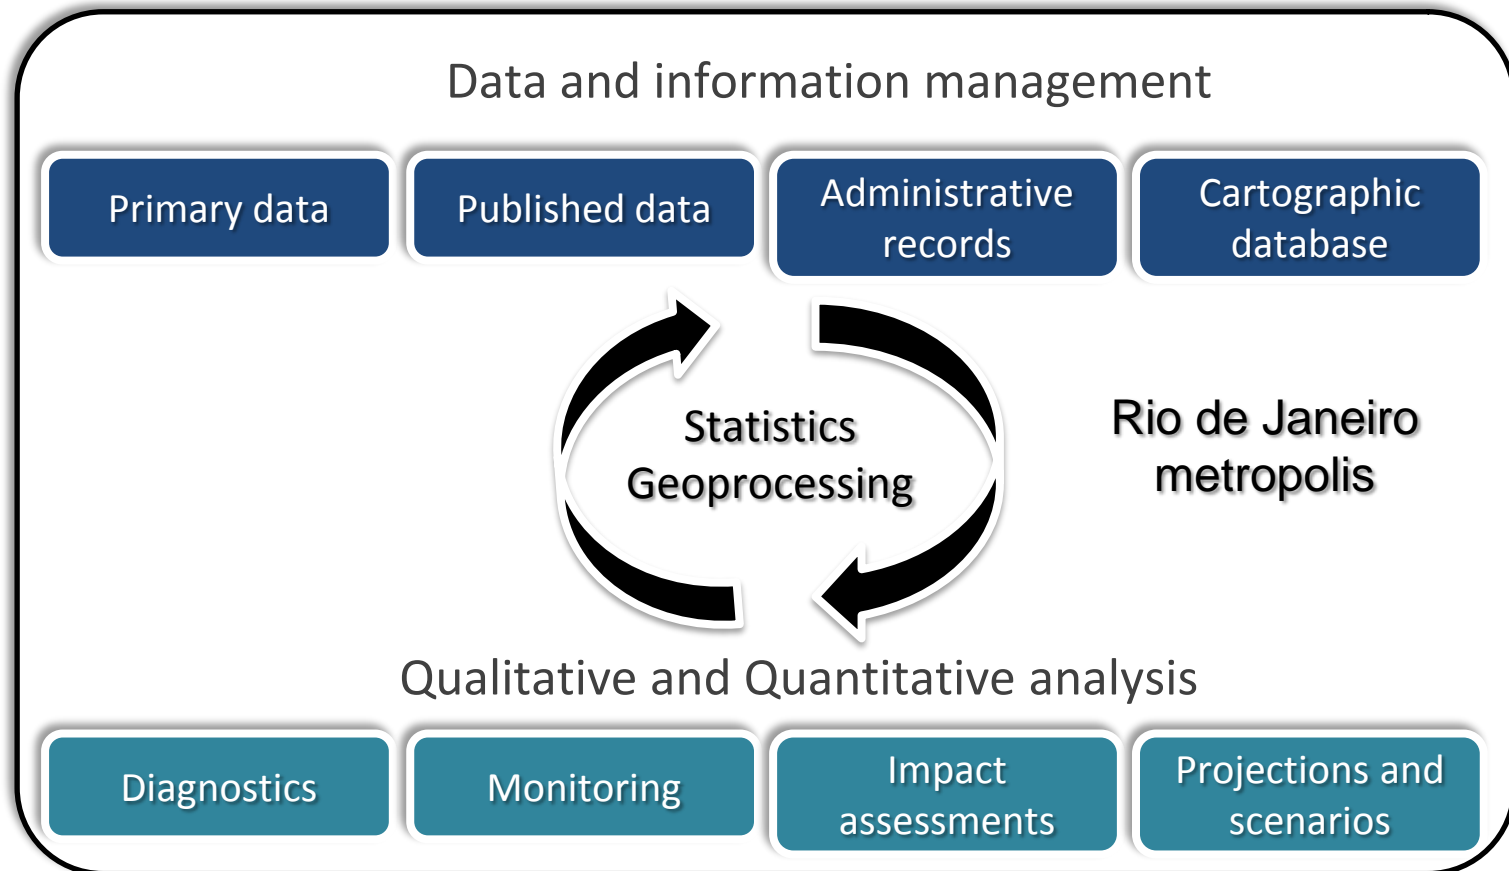 Data and information management
Primary data
Published data
Administrative
records
Cartographic
database
Statistics
Geoprocessing
Rio de Janeiro
metropolis
Qualitative and Quantitative analysis
Diagnostics
Monitoring
Impact
assessments
Projections and
scenarios